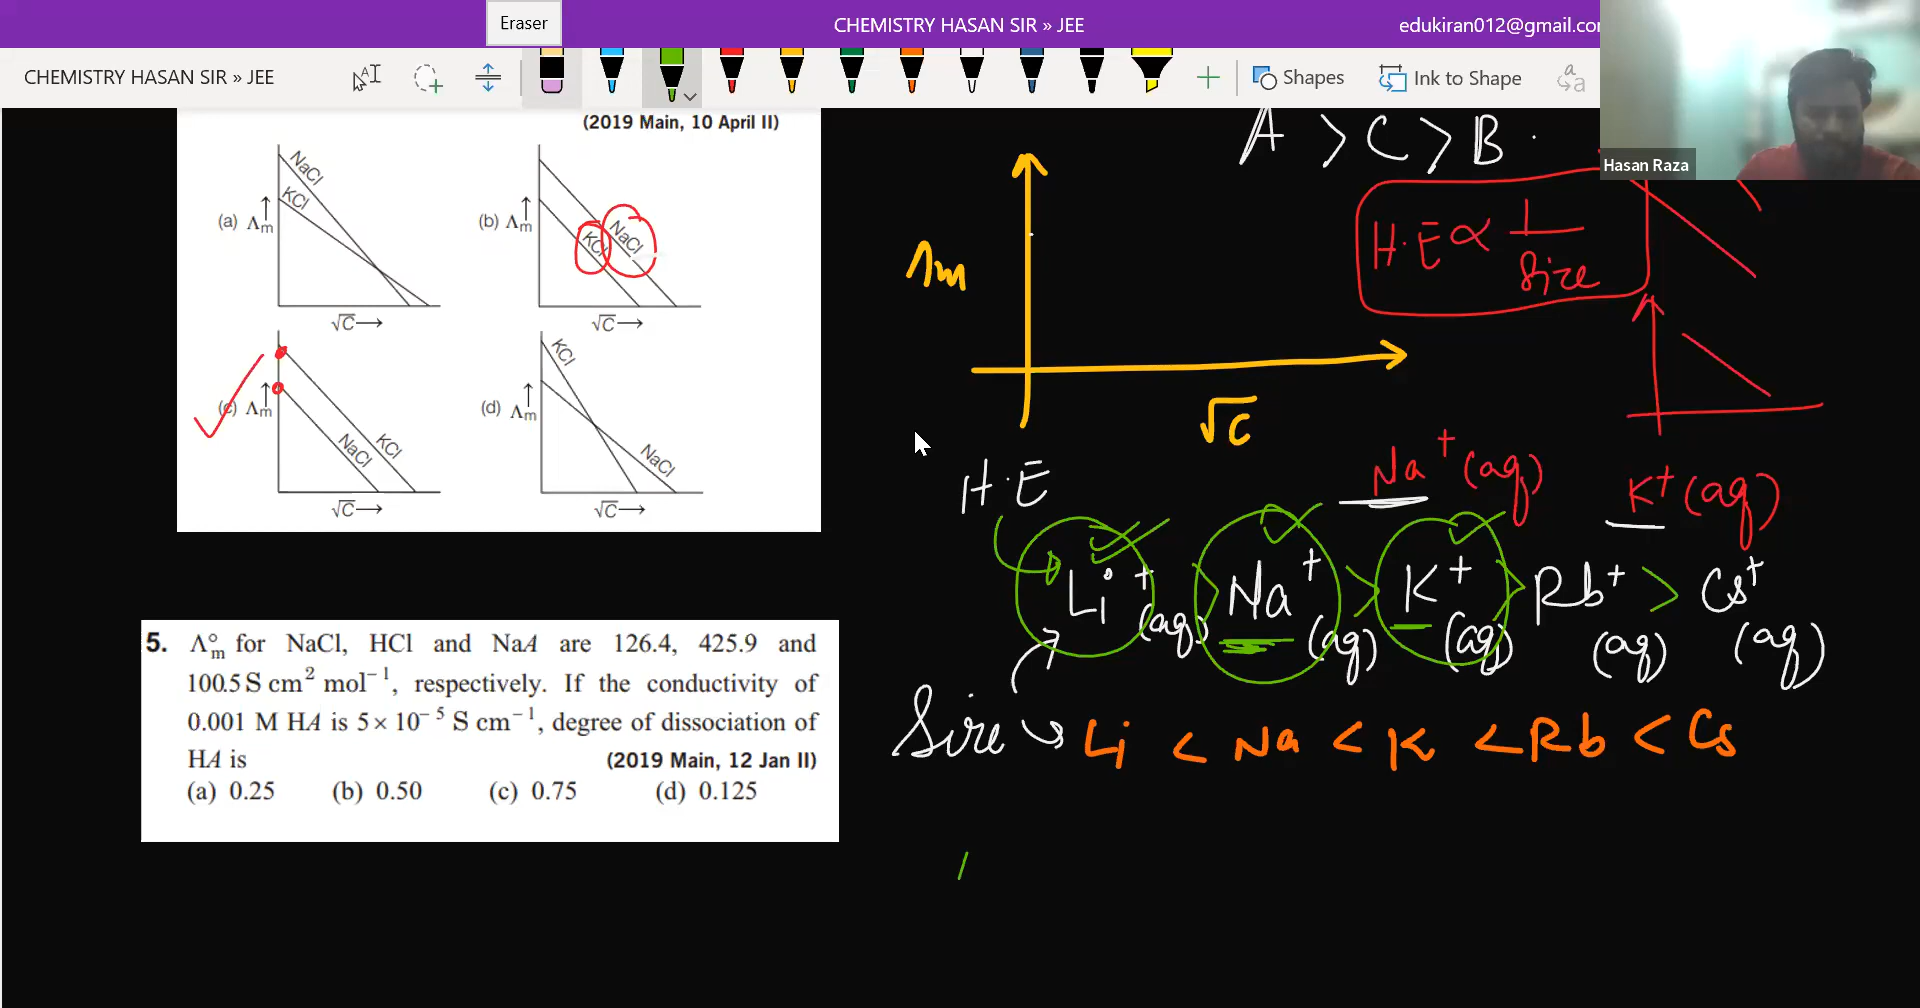 Eraser
CHEMISTRY HASAN SIR » JEE
edukiran012@gmail.co
CHEMISTRY HASAN SIR » JEE
Shapes
Ink to Shape
Hasan Raza
(2019 Main, 10 April II)
NaCl
KCl
(a) Λm
√C
(b) Λm
KCl
NaCl
√C
(c) Λm
NaCl
KCl
√C
(d) Λm
KCl
NaCl
√C
5. Λ°m for NaCl, HCl and NaA are 126.4, 425.9 and
100.5 S cm² mol⁻¹, respectively. If the conductivity of
0.001 M HA is 5 × 10⁻⁵ S cm⁻¹, degree of dissociation of
HA is (2019 Main, 12 Jan II)
(a) 0.25 (b) 0.50 (c) 0.75 (d) 0.125
A > C > B
H.E ∝ 1/Size
Λm
√C
H.E
Na⁺(aq) K⁺(aq)
Li⁺(aq) > Na⁺(aq) > K⁺(aq) > Rb⁺(aq) > Cs⁺(aq)
Size → Li < Na < K < Rb < Cs